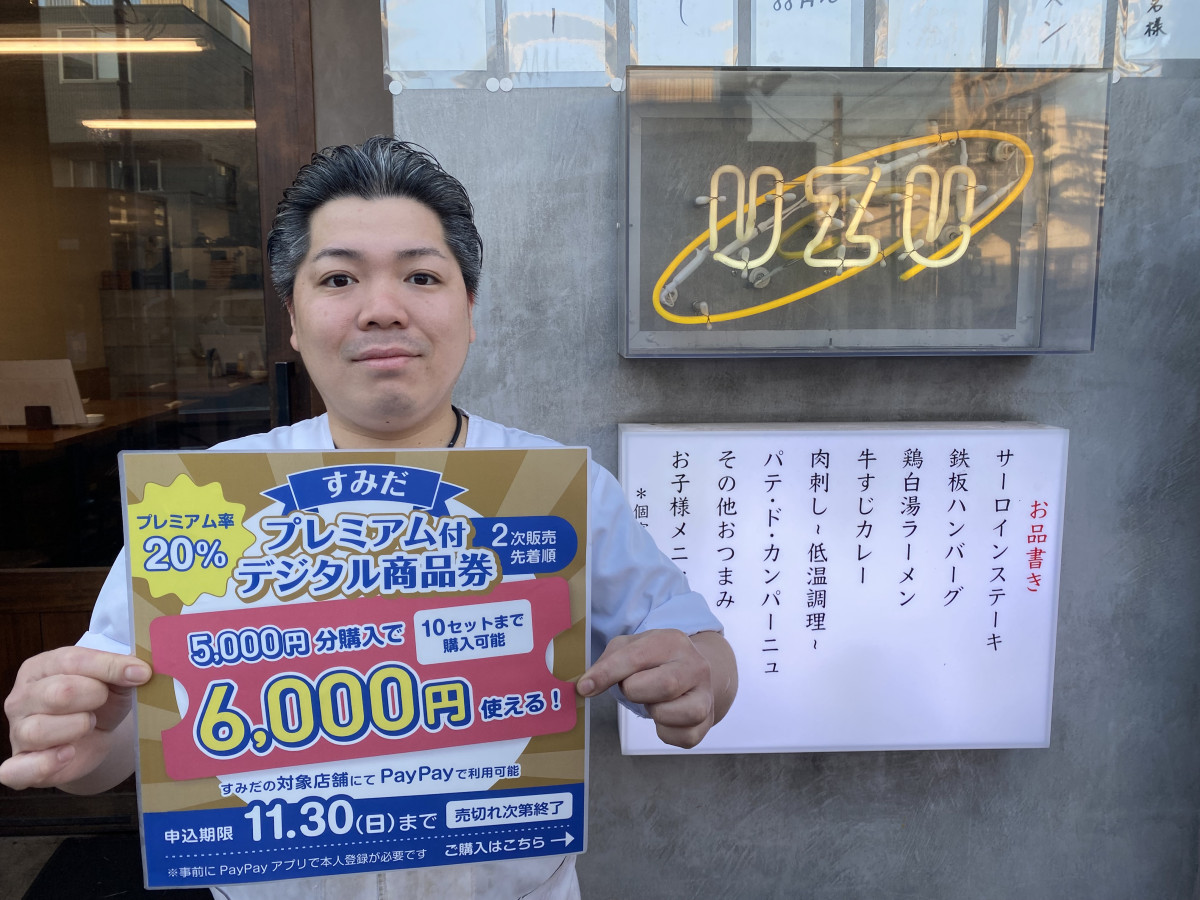 すみだ
プレミアム率
20%
プレミアム付
デジタル商品券
2次販売
先着順
5,000円分購入で
10セットまで
購入可能
6,000円使える!
すみだの対象店舗にてPayPayで利用可能
申込期限 11.30(日)まで
売切れ次第終了
※事前にPayPayアプリで本人登録が必要です
ご購入はこちら→
名様
UZU
お品書き
サーロインステーキ
鉄板ハンバーグ
鶏白湯ラーメン
牛すじカレー
肉刺し~低温調理~
パテ・ド・カンパーニュ
その他おつまみ
お子様メニ